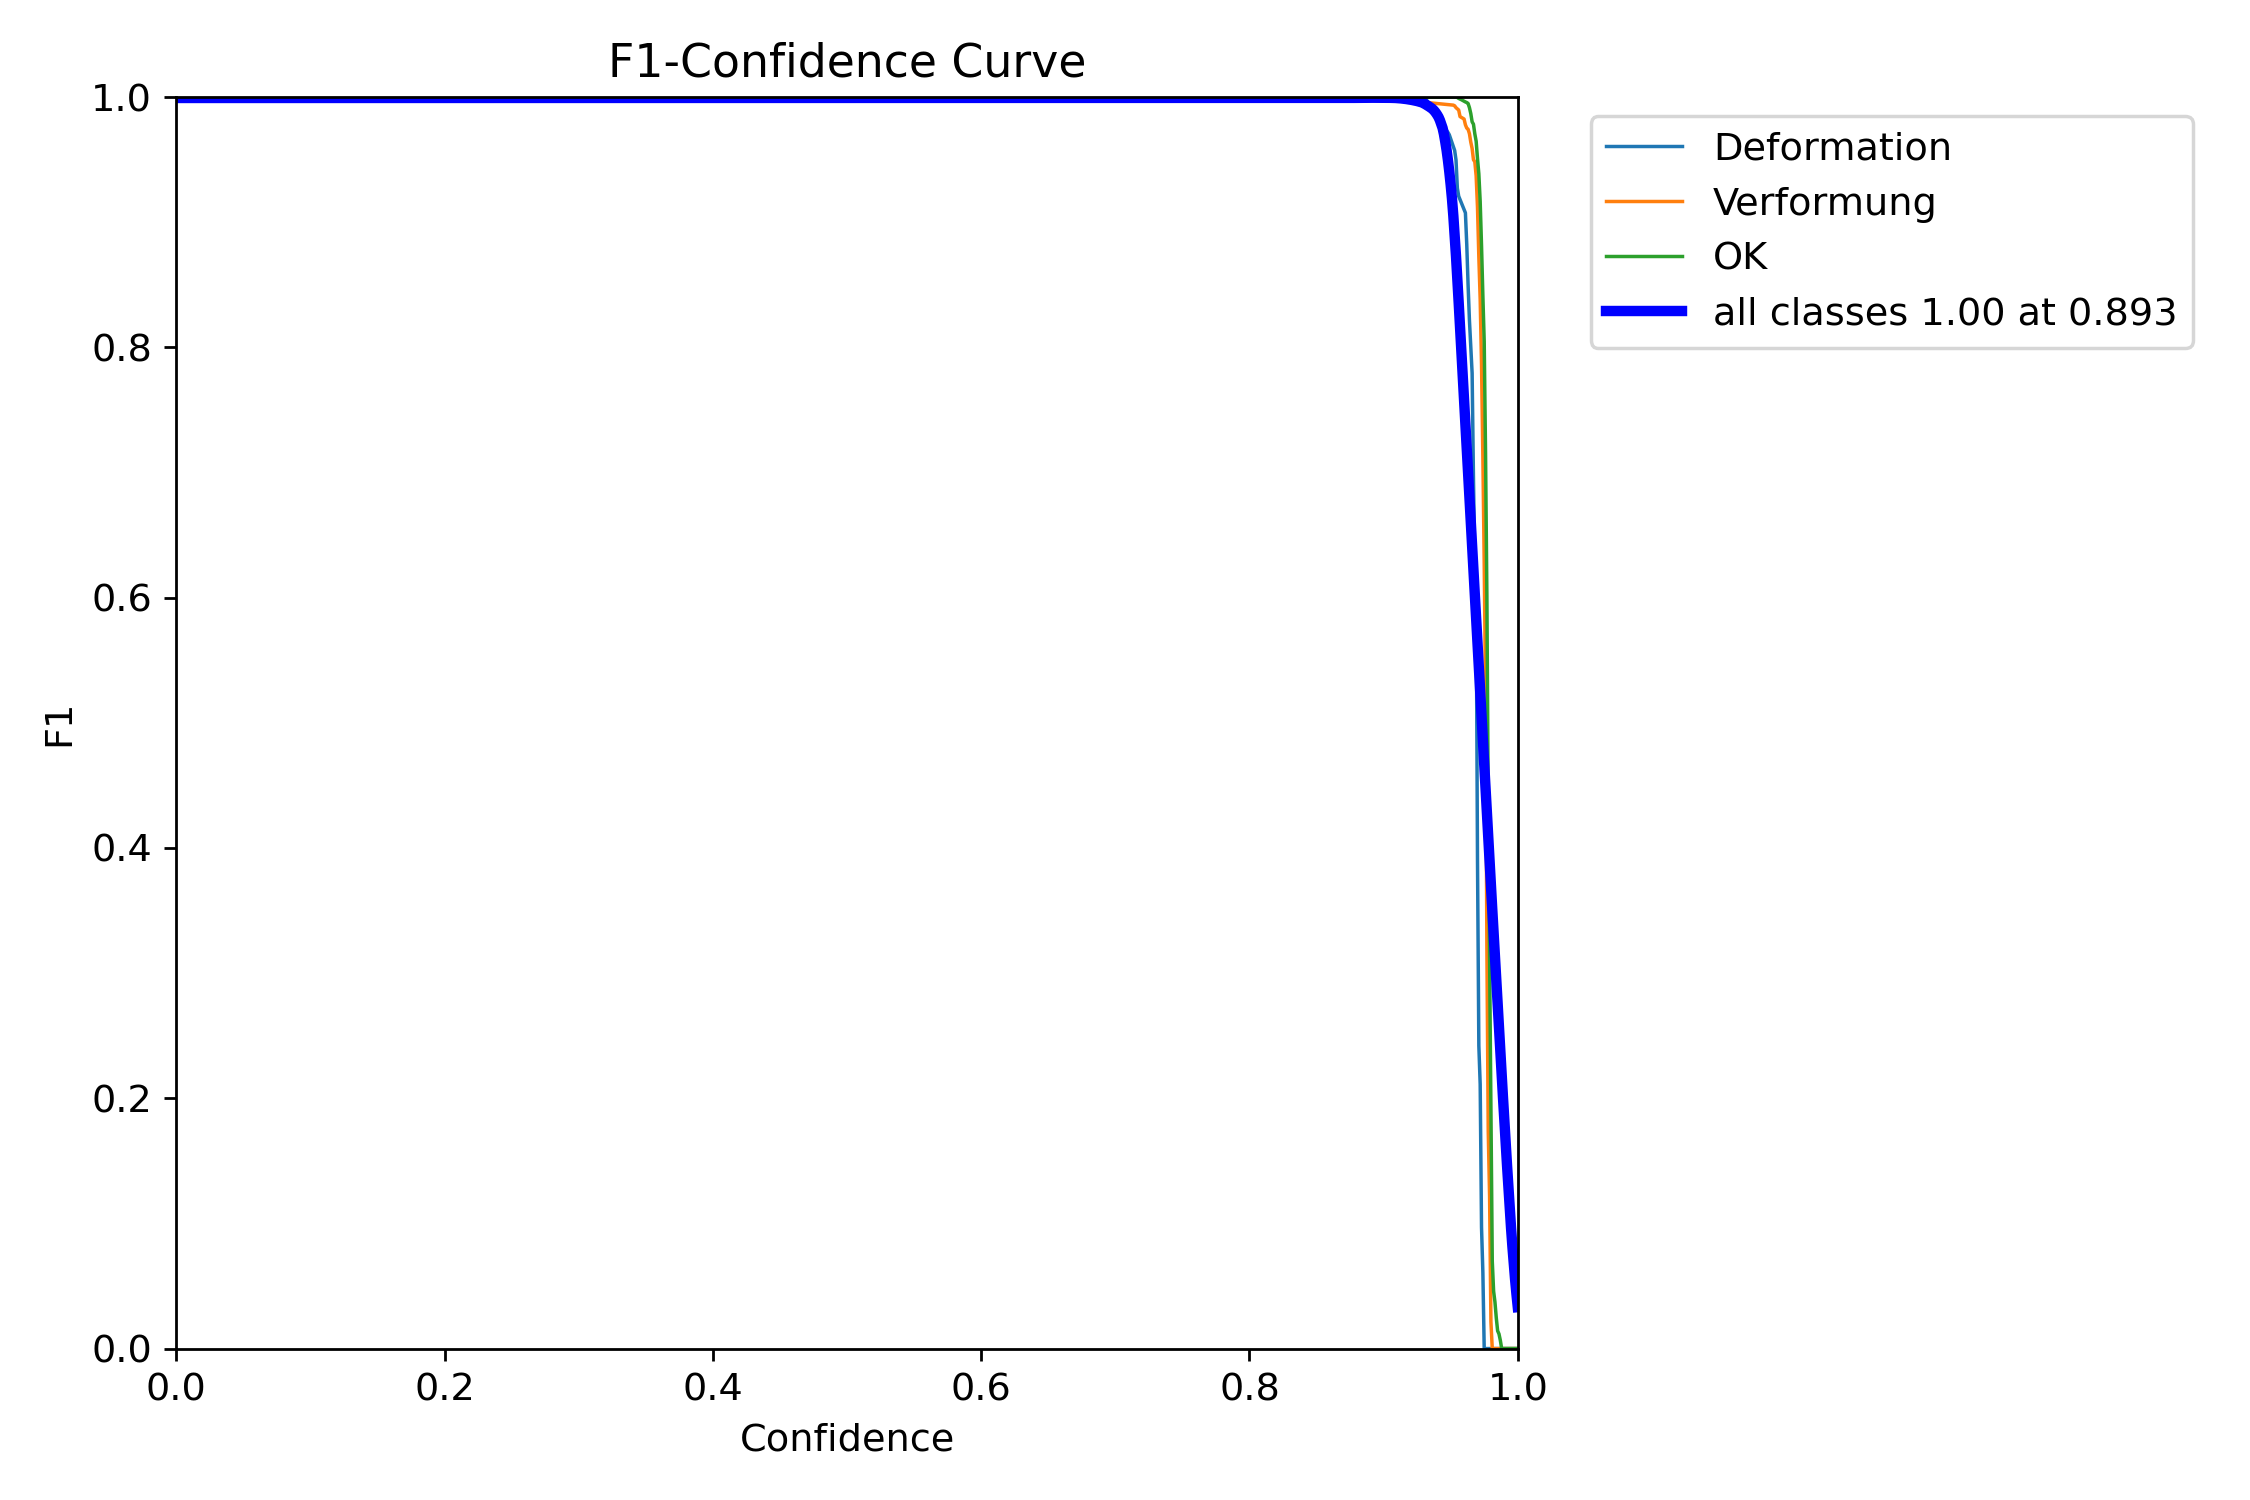 F1-Confidence Curve
1.0
0.8
0.6
0.4
0.2
0.0
F1
0.0 0.2 0.4 0.6 0.8 1.0
Confidence
Deformation
Verformung
OK
all classes 1.00 at 0.893